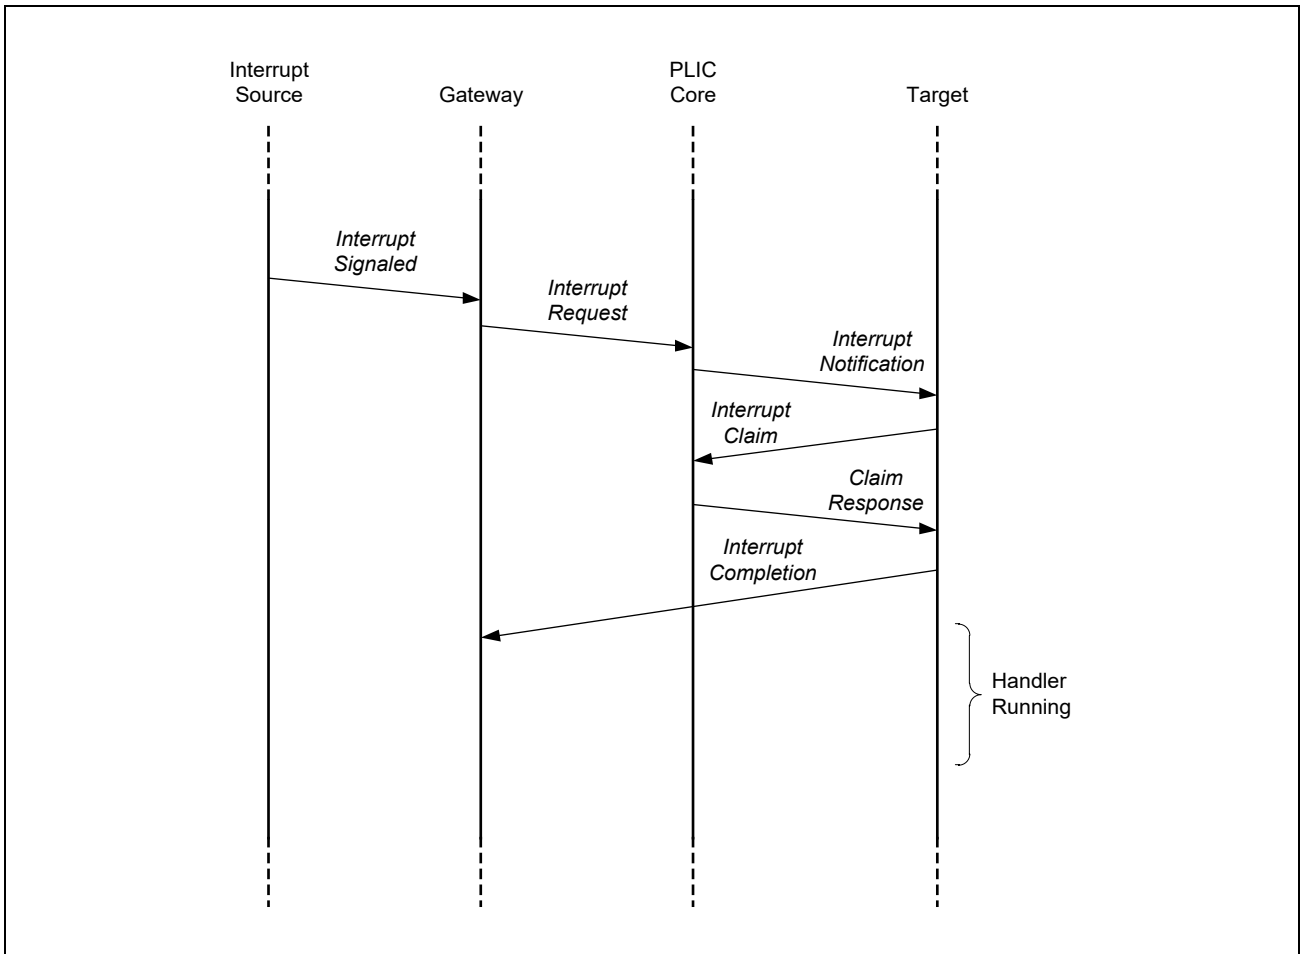 Interrupt
Source
Gateway
PLIC
Core
Target
Interrupt
Signaled
Interrupt
Request
Interrupt
Notification
Interrupt
Claim
Claim
Response
Interrupt
Completion
Handler
Running